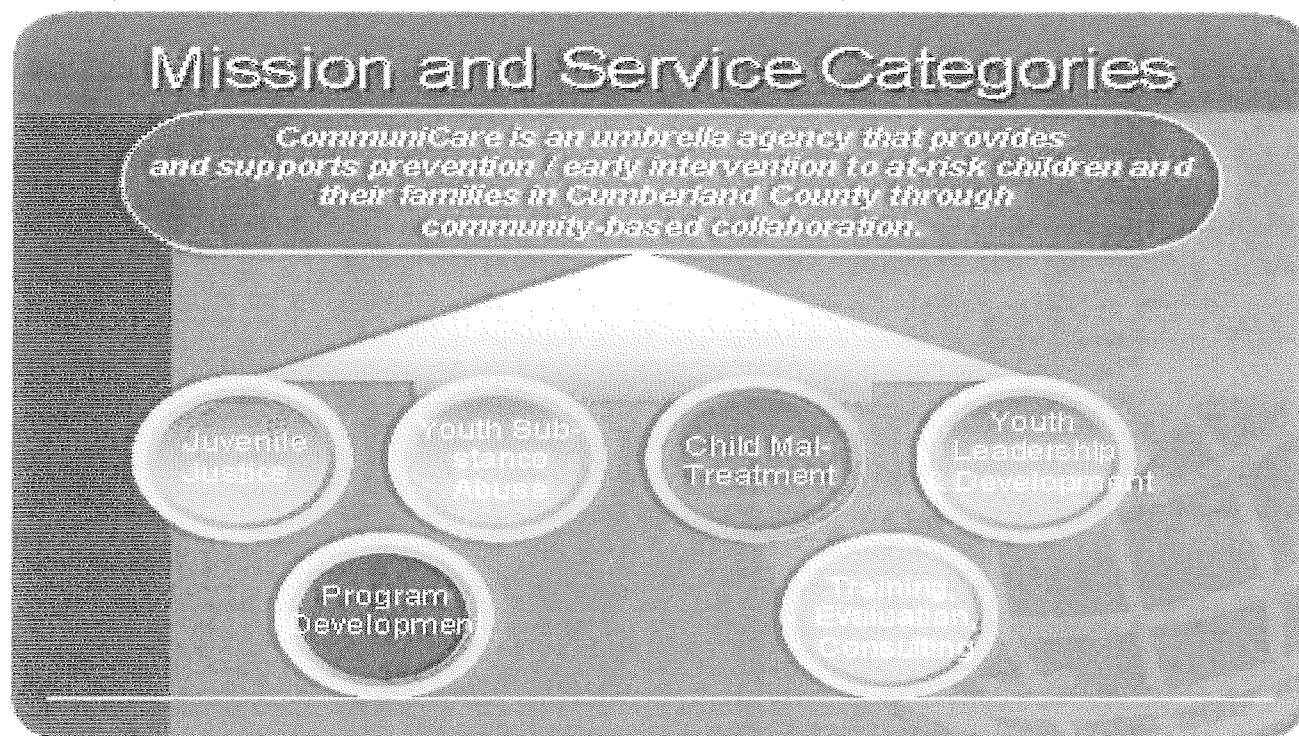 Mission and Service Categories
CommuniCare is an umbrella agency that provides
and supports prevention / early intervention to at-risk children and
their families in Cumberland County through
community-based collaboration.
Juvenile
Justice
Youth Sub-
stance
Abuse
Child Mal-
Treatment
Youth
Leadership
& Development
Program
Development
Training,
Evaluation,
Consulting